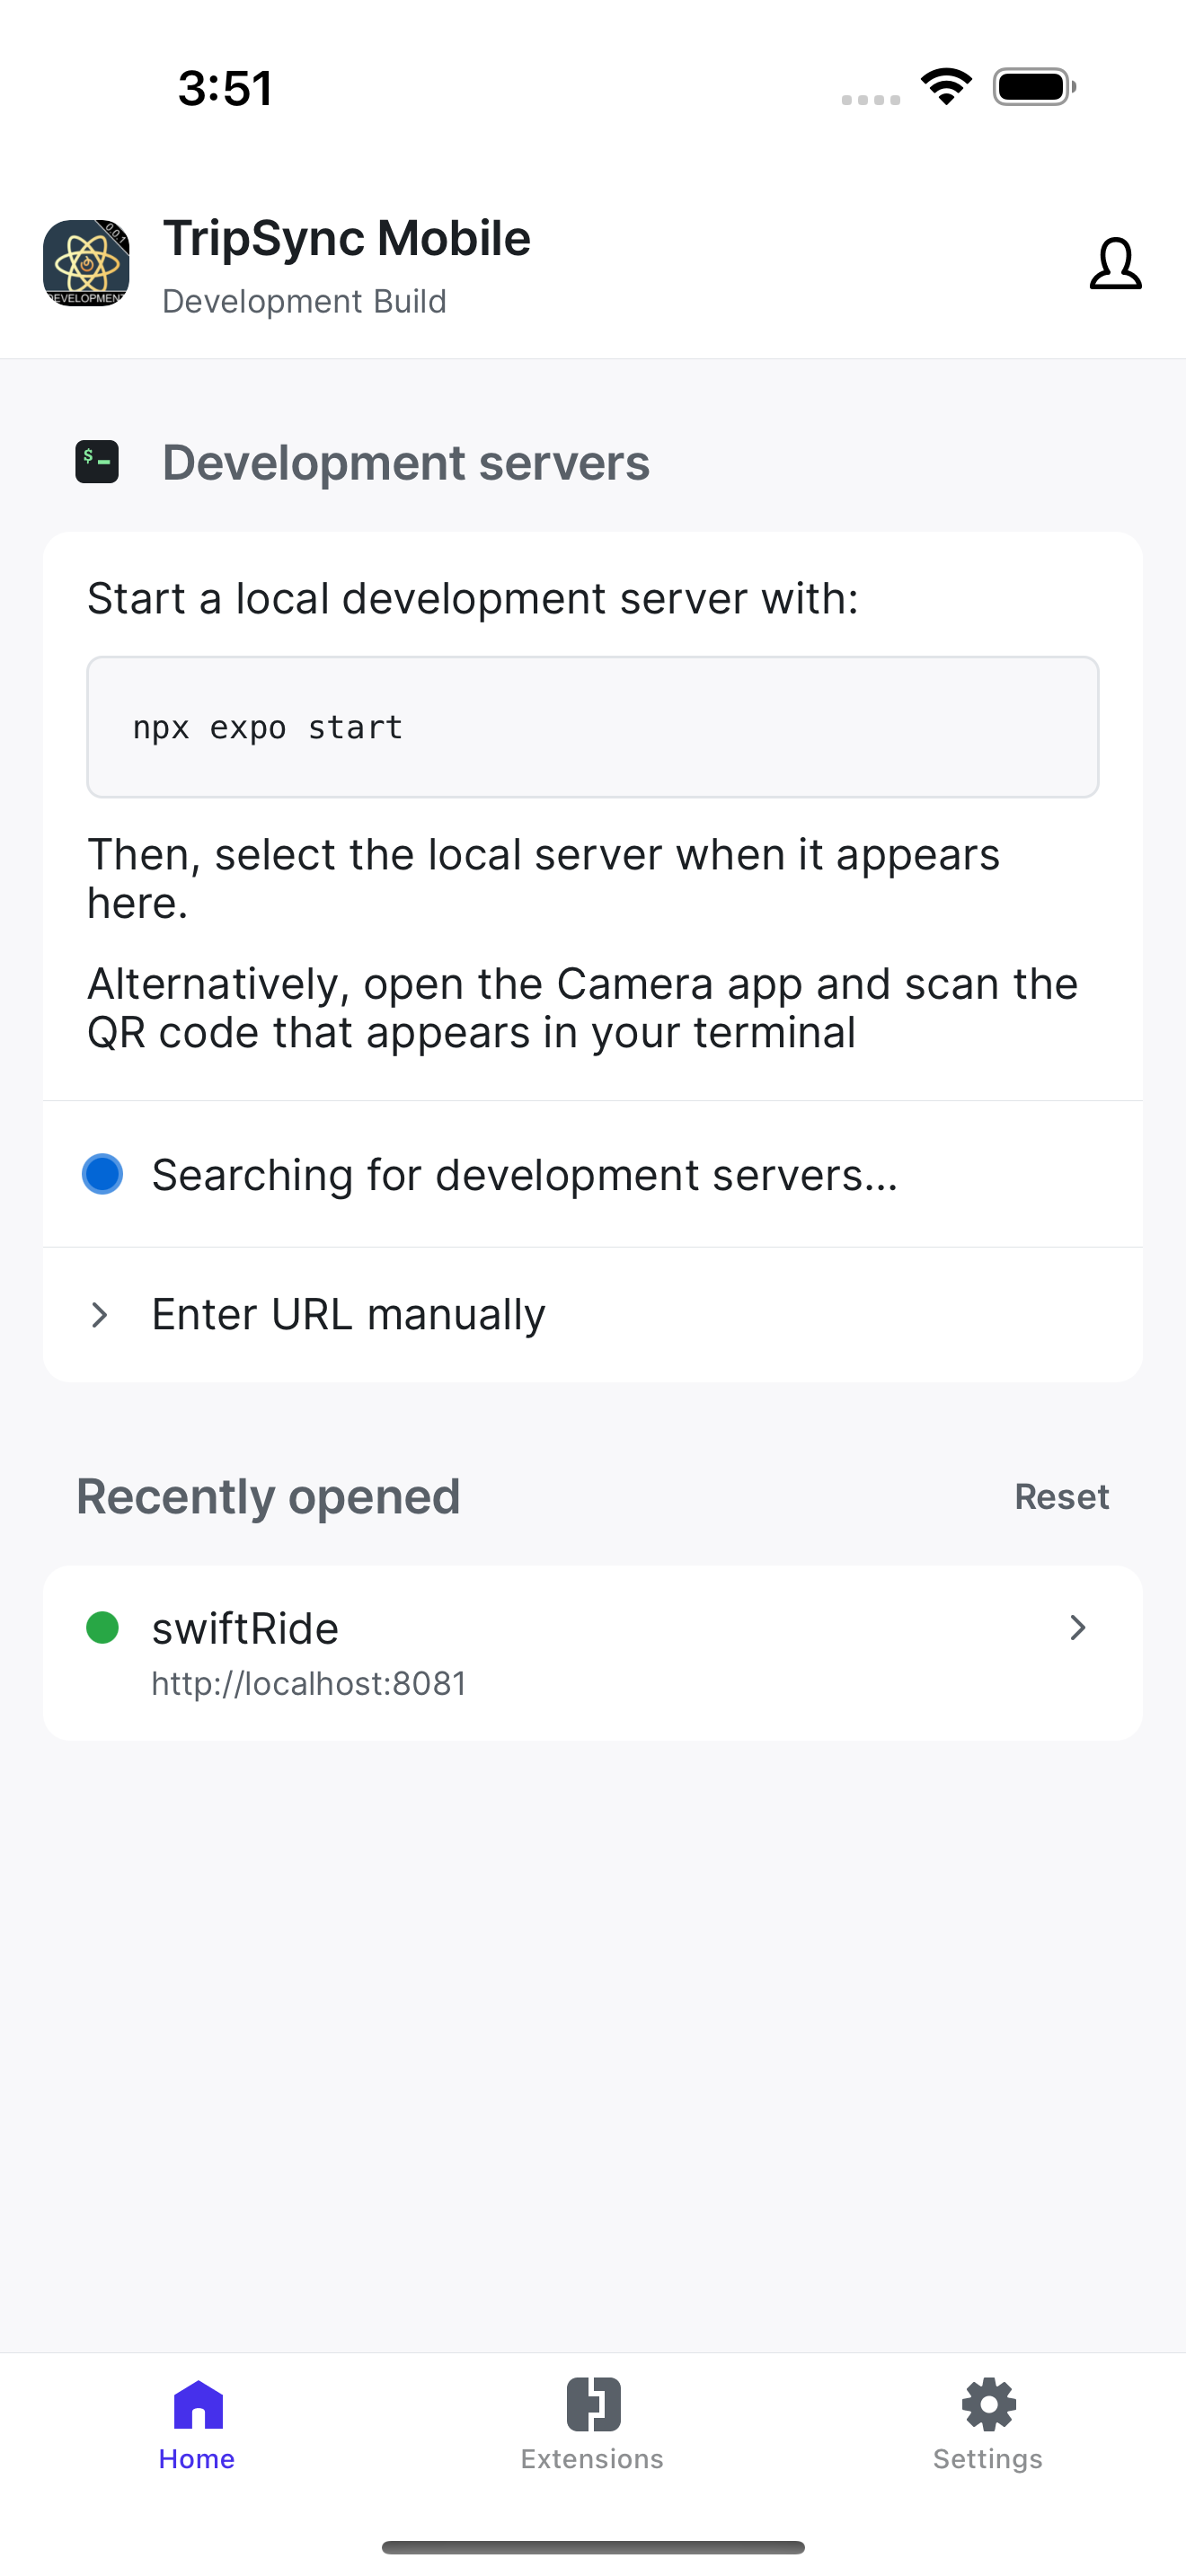 3:51
0.0.1
TripSync Mobile
DEVELOPMENT
Development Build
$
Development servers
Start a local development server with:
npx expo start
Then, select the local server when it appears
here.
Alternatively, open the Camera app and scan the
QR code that appears in your terminal
Searching for development servers...
Enter URL manually
Recently opened
Reset
swiftRide
http://localhost:8081
Home
Extensions
Settings